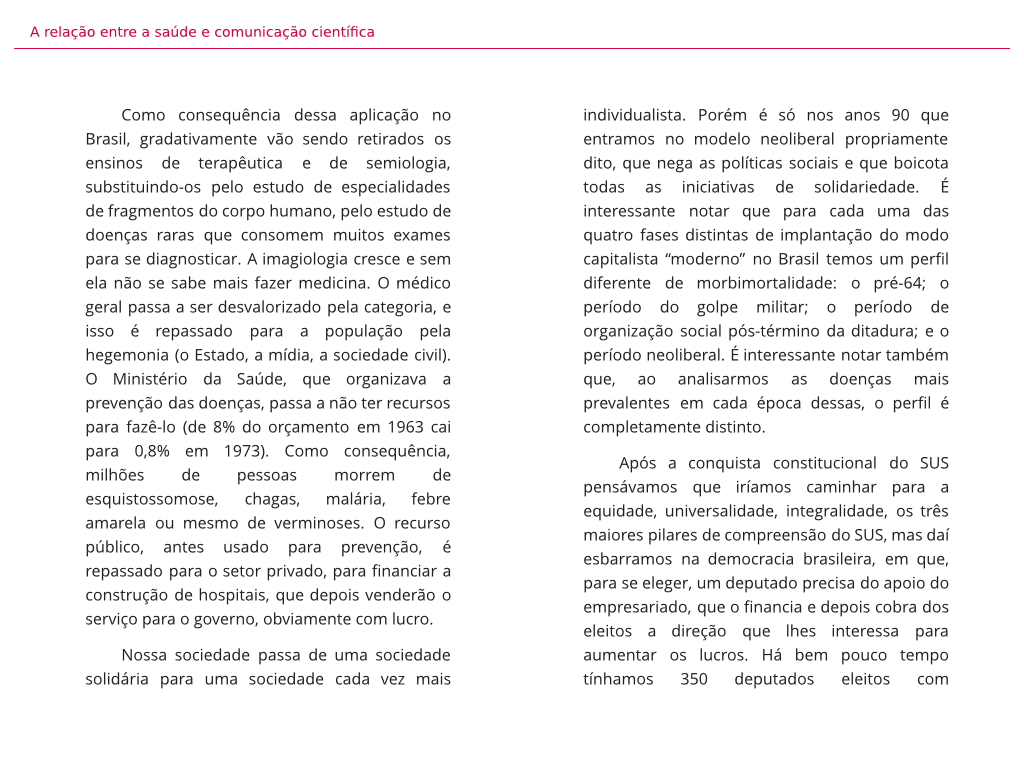 A relação entre a saúde e comunicação científica
Como consequência dessa aplicação no
Brasil, gradativamente vão sendo retirados os
ensinos de terapêutica e de semiologia,
substituindo-os pelo estudo de especialidades
de fragmentos do corpo humano, pelo estudo de
doenças raras que consomem muitos exames
para se diagnosticar. A imagiologia cresce e sem
ela não se sabe mais fazer medicina. O médico
geral passa a ser desvalorizado pela categoria, e
isso é repassado para a população pela
hegemonia (o Estado, a mídia, a sociedade civil).
O Ministério da Saúde, que organizava a
prevenção das doenças, passa a não ter recursos
para fazê-lo (de 8% do orçamento em 1963 cai
para 0,8% em 1973). Como consequência,
milhões de pessoas morrem de
esquistossomose, chagas, malária, febre
amarela ou mesmo de verminoses. O recurso
público, antes usado para prevenção, é
repassado para o setor privado, para financiar a
construção de hospitais, que depois venderão o
serviço para o governo, obviamente com lucro.
Nossa sociedade passa de uma sociedade
solidária para uma sociedade cada vez mais
individualista. Porém é só nos anos 90 que
entramos no modelo neoliberal propriamente
dito, que nega as políticas sociais e que boicota
todas as iniciativas de solidariedade. É
interessante notar que para cada uma das
quatro fases distintas de implantação do modo
capitalista “moderno” no Brasil temos um perfil
diferente de morbimortalidade: o pré-64; o
período do golpe militar; o período de
organização social pós-término da ditadura; e o
período neoliberal. É interessante notar também
que, ao analisarmos as doenças mais
prevalentes em cada época dessas, o perfil é
completamente distinto.
Após a conquista constitucional do SUS
pensávamos que iríamos caminhar para a
equidade, universalidade, integralidade, os três
maiores pilares de compreensão do SUS, mas daí
esbarramos na democracia brasileira, em que,
para se eleger, um deputado precisa do apoio do
empresariado, que o financia e depois cobra dos
eleitos a direção que lhes interessa para
aumentar os lucros. Há bem pouco tempo
tínhamos 350 deputados eleitos com